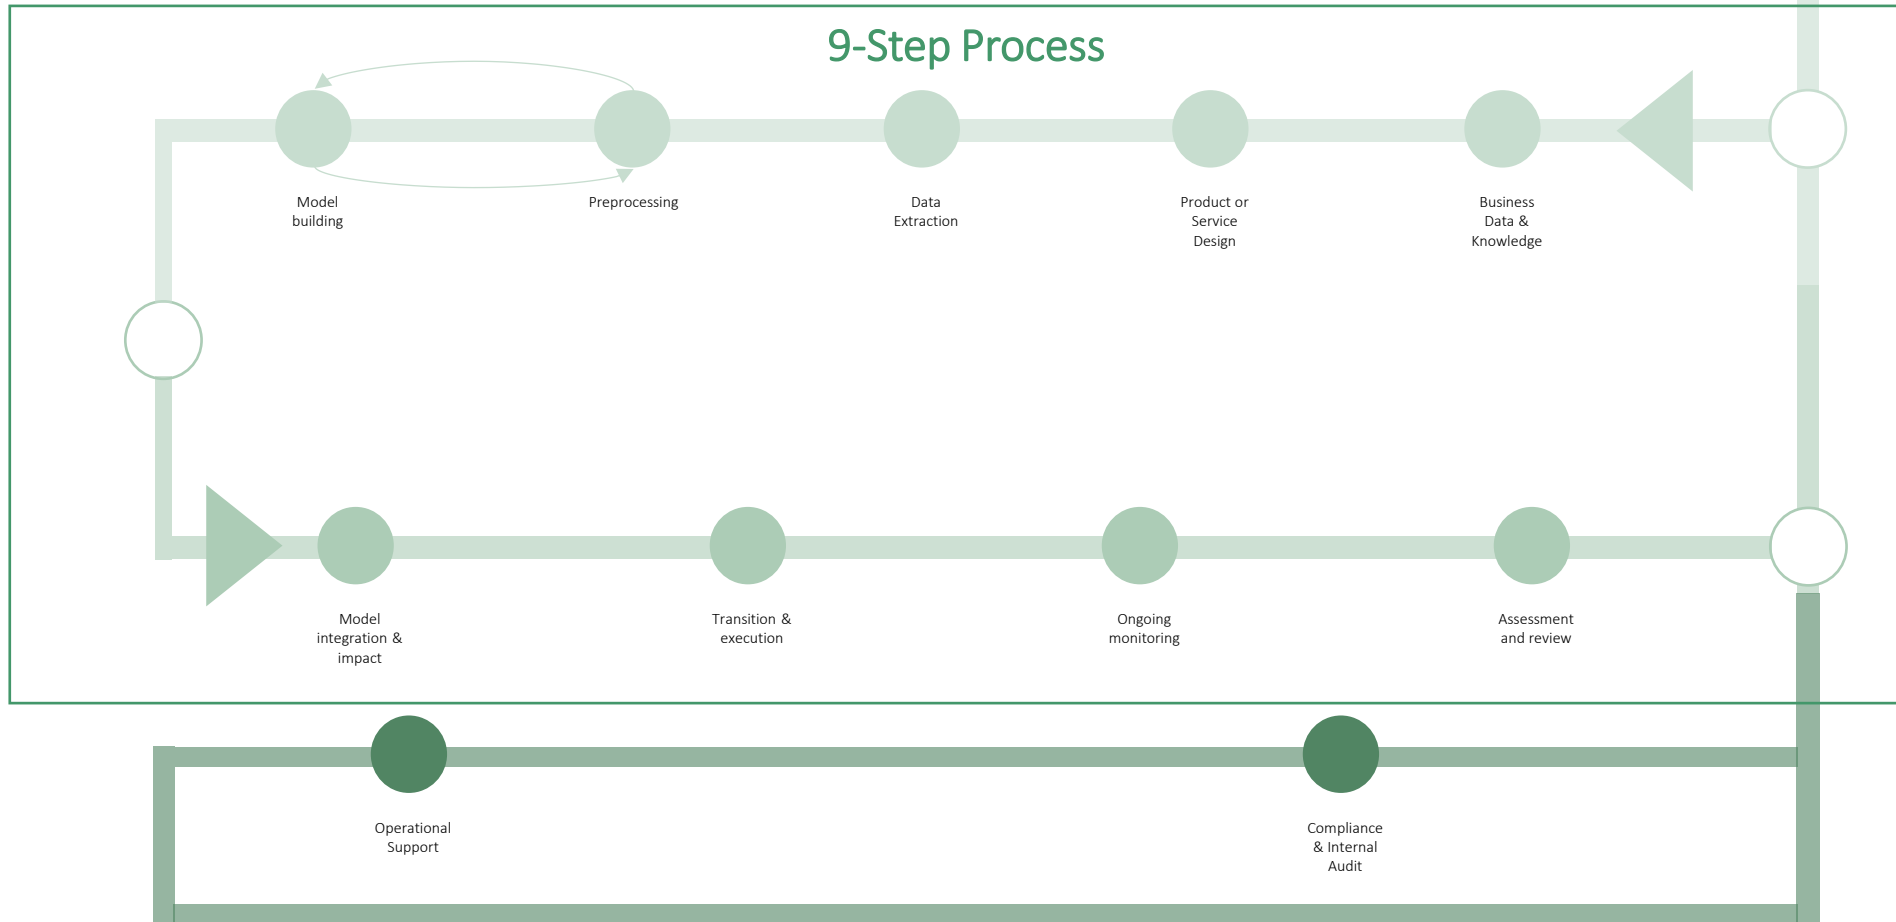 9-Step Process
Model
building
Preprocessing
Data
Extraction
Product or
Service
Design
Business
Data &
Knowledge
Model
integration &
impact
Transition &
execution
Ongoing
monitoring
Assessment
and review
Operational
Support
Compliance
& Internal
Audit